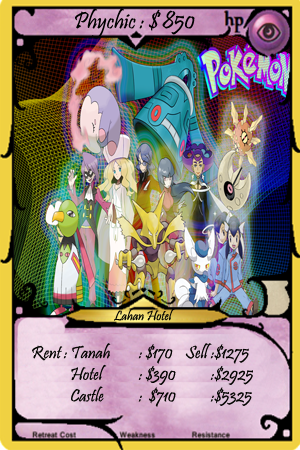 Phychic : $ 850
hp
POKéMON
Lahan Hotel
Rent : Tanah : $170 Sell :$1275
Hotel : $390 :$2925
Castle : $710 :$5325
Retreat Cost Weakness Resistance